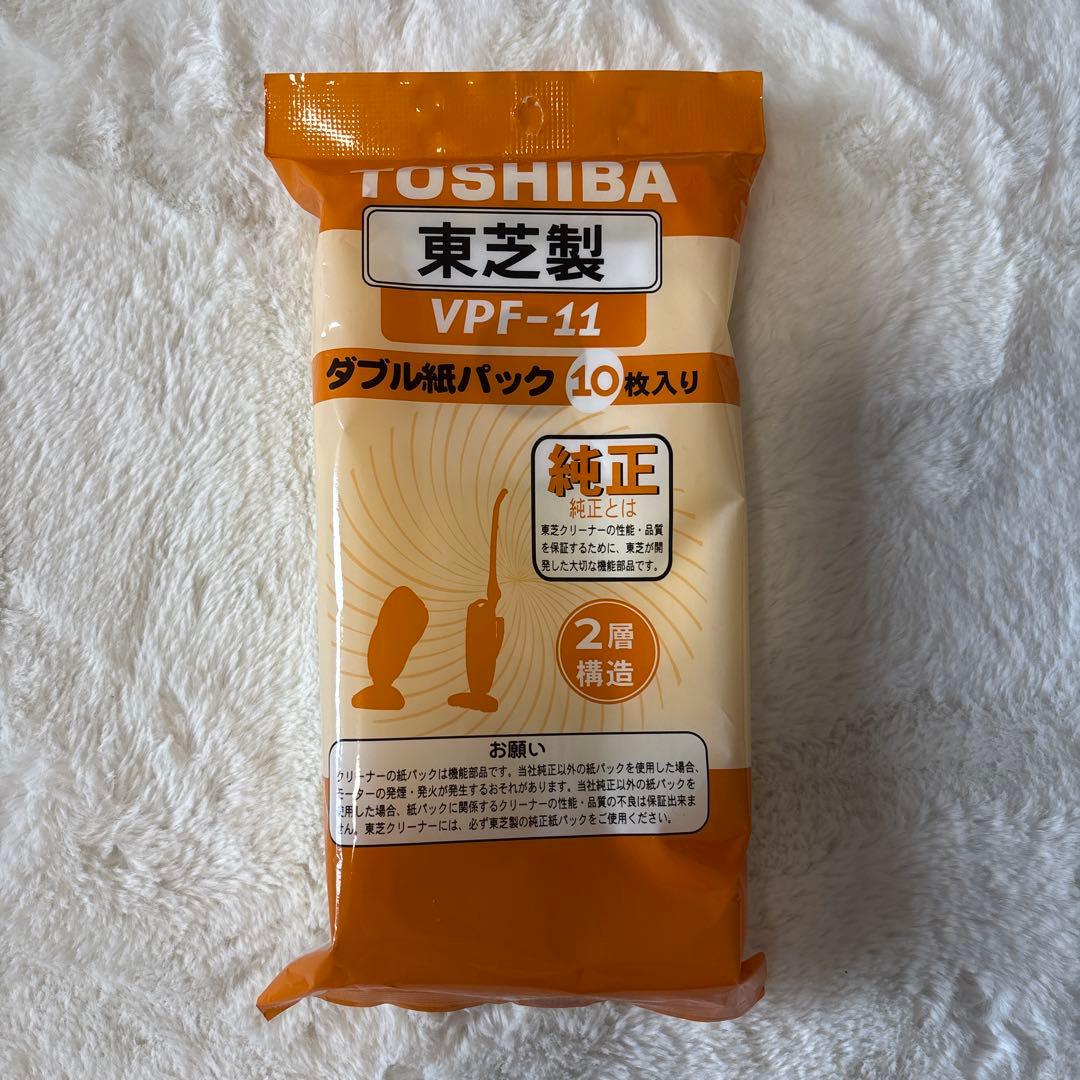 TOSHIBA
東芝製
VPF-11
ダブル紙パック 10枚入り
純正
純正とは
東芝クリーナーの性能・品質
を保証するために、東芝が開
発した大切な機能部品です。
2層
構造
お願い
クリーナーの紙パックは機能部品です。当社純正以外の紙パックを使用した場合、
モーターの発煙・発火が発生するおそれがあります。当社純正以外の紙パックを
使用した場合、紙パックに関係するクリーナーの性能・品質の不良は保証出来ま
せん。東芝クリーナーには、必ず東芝製の純正紙パックをご使用ください。